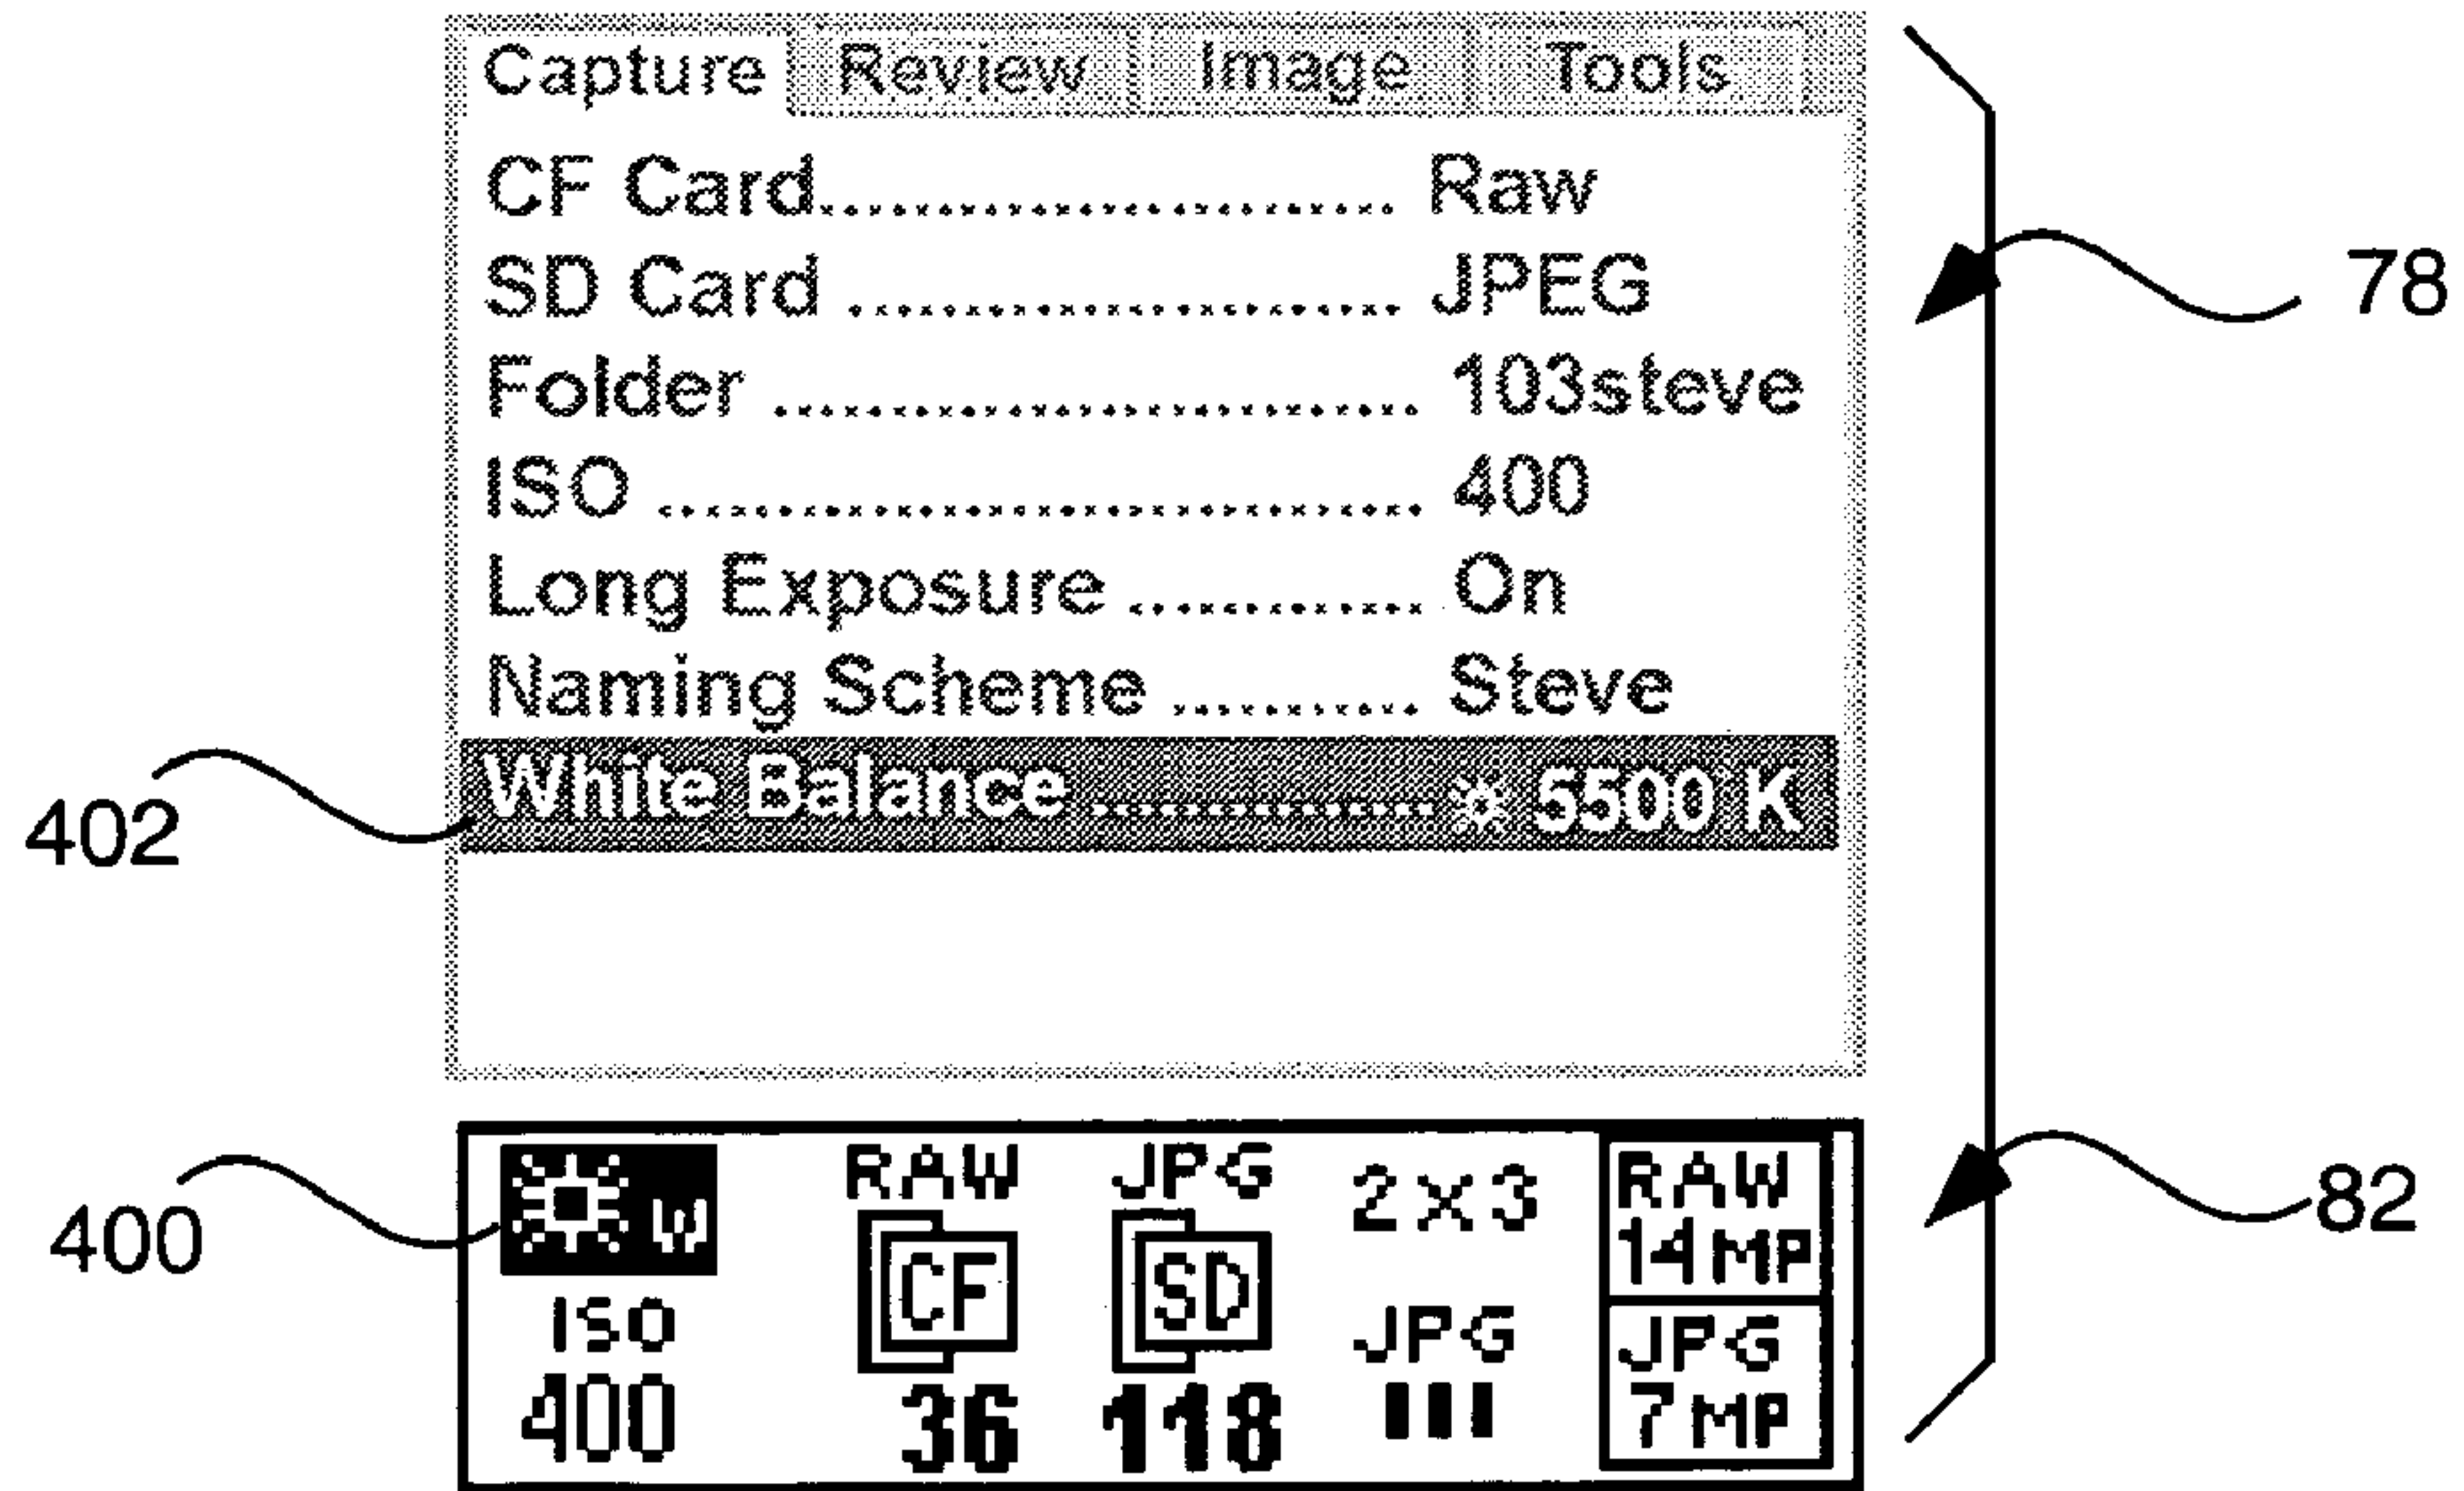 Capture Review Image Tools
CF Card.......................... Raw
SD Card ........................ JPEG
Folder ............................ 103steve
ISO ................................. 400
Long Exposure ............. On
Naming Scheme ........... Steve
White Balance ............... 5500 K
78
402
400
82
RAW JPG 2x3 RAW
14MP
CF SD
ISO JPG JPG
400 36 118 7MP